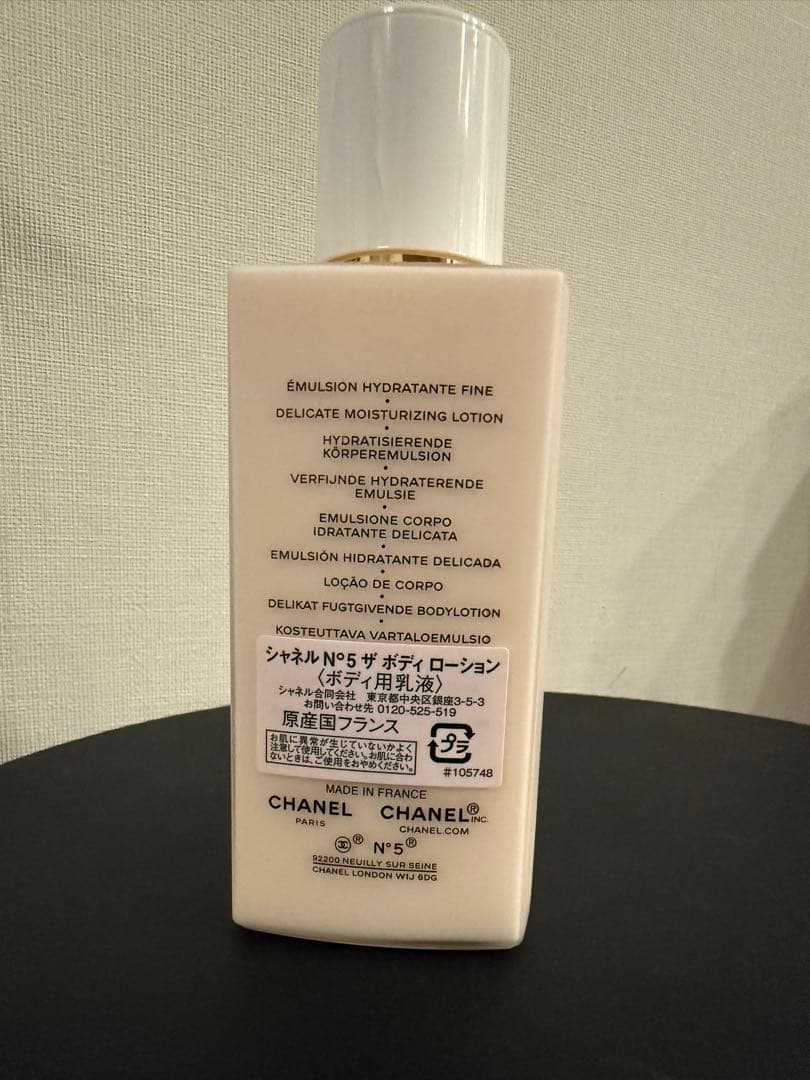 ÉMULSION HYDRATANTE FINE
•
DELICATE MOISTURIZING LOTION
•
HYDRATISIERENDE
KÖRPEREMULSION
•
VERFIJNDE HYDRATERENDE
EMULSIE
•
EMULSIONE CORPO
IDRATANTE DELICATA
•
EMULSIÓN HIDRATANTE DELICADA
•
LOÇÃO DE CORPO
•
DELIKAT FUGTGIVENDE BODYLOTION
•
KOSTEUTTAVA VARTALOEMULSIO
シャネル N°5 ザ ボディ ローション
〈ボディ用乳液〉
シャネル合同会社 東京都中央区銀座3-5-3
お問い合わせ先 0120-525-519
原産国フランス
お肌に異常が生じていないかよく
注意して使用してください。お肌に合わ
ないときは、ご使用をおやめください。
プラ
#105748
MADE IN FRANCE
CHANEL CHANEL® INC.
PARIS CHANEL.COM
® N°5®
92200 NEUILLY SUR SEINE
CHANEL LONDON W1J 6DG